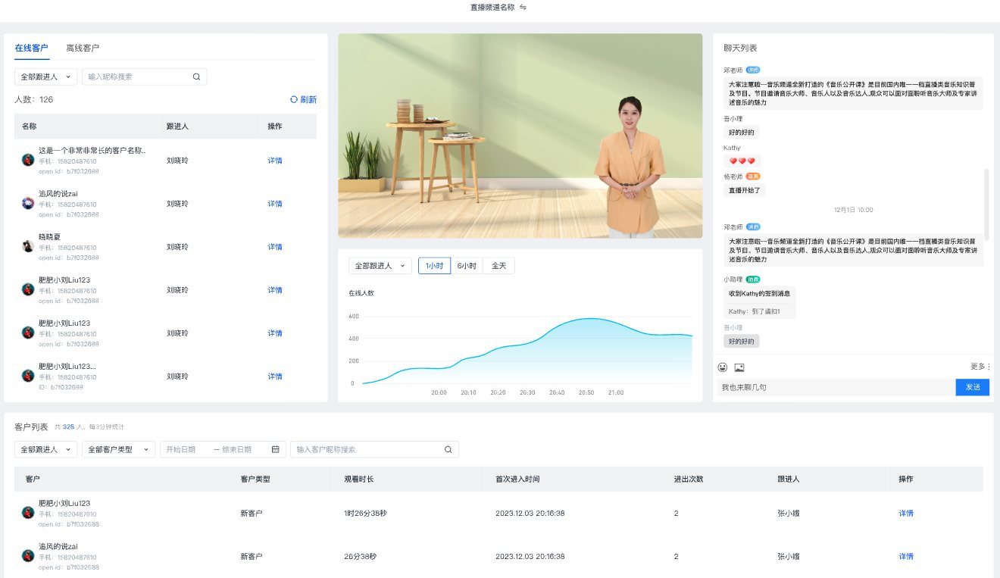 直播频道名称
在线客户 离线客户
全部跟进人 输入昵称搜索
人数：126 刷新
名称 跟进人 操作
这是一个非常非常长的客户名称..
手机：15820487610
open id：b7f032688
刘晓玲 详情
追风的说zai
手机：15820487610
open id：b7f032688
刘晓玲 详情
晓晓夏
手机：15820487610
open id：b7f032688
刘晓玲 详情
肥肥小刘Liu123
手机：15820487610
open id：b7f032688
刘晓玲 详情
肥肥小刘Liu123
手机：15820487610
open id：b7f032688
刘晓玲 详情
肥肥小刘Liu123...
手机：15820487610
ID：b7f032688
刘晓玲 详情
全部跟进人 1小时 6小时 全天
在线人数
600
400
200
0
20:00 20:10 20:20 20:30 20:40 20:50 21:00
聊天列表
邓老师 讲师
大家注意啦--音乐频道全新打造的《音乐公开课》是目前国内唯一一档直播类音乐知识普
及节目。节目邀请音乐大师、音乐人以及音乐达人,观众可以面对面聆听音乐大师及专家讲
述音乐的魅力
吾小理
好的好的
Kathy
杨老师 嘉宾
直播开始了
12月1日 10:00
邓老师 讲师
大家注意啦--音乐频道全新打造的《音乐公开课》是目前国内唯一一档直播类音乐知识普
及节目。节目邀请音乐大师、音乐人以及音乐达人,观众可以面对面聆听音乐大师及专家讲
述音乐的魅力
小助理 助教
收到Kathy的签到消息
Kathy：到了请扣1
吾小理
好的好的
更多
我也来聊几句 发送
客户列表 共 328 人、每3分钟统计
全部跟进人 全部客户类型 开始日期 -- 结束日期 输入客户昵称搜索
客户 客户类型 观看时长 首次进入时间 进出次数 跟进人 操作
肥肥小刘Liu123
手机：15820487610
open id：b7f032688
新客户 1时26分38秒 2023.12.03 20:16:38 2 张小娥 详情
追风的说zai
手机：15820487610
open id：b7f032688
新客户 26分38秒 2023.12.03 20:16:38 2 张小娥 详情